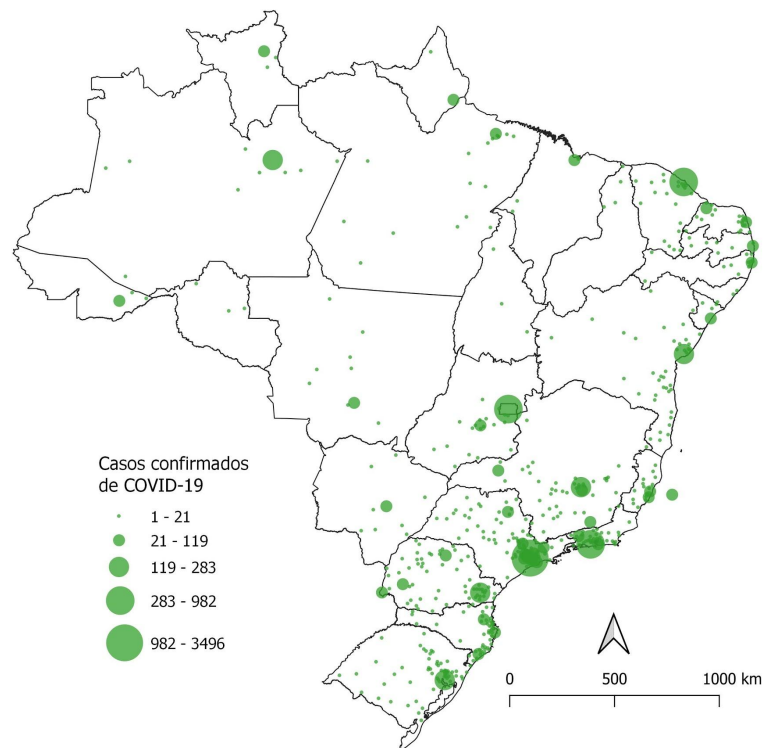 Casos confirmados
de COVID-19
1 - 21
21 - 119
119 - 283
283 - 982
982 - 3496
0 500 1000 km